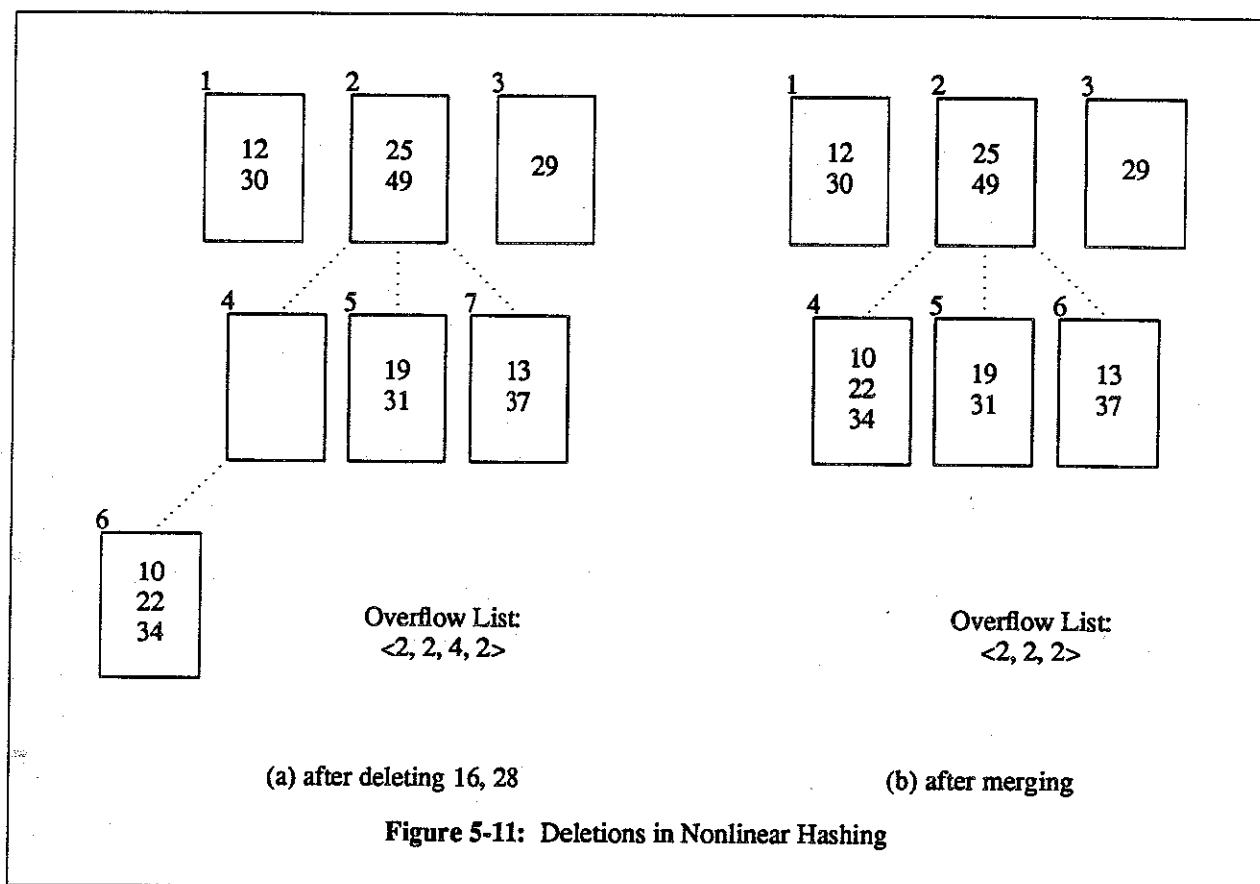 1 2 3
12 25 29
30 49
4 5 7
19 13
31 37
6
10
22
34
Overflow List:
<2, 2, 4, 2>
(a) after deleting 16, 28
1 2 3
12 25 29
30 49
4 5 6
10 19 13
22 31 37
34
Overflow List:
<2, 2, 2>
(b) after merging
Figure 5-11: Deletions in Nonlinear Hashing